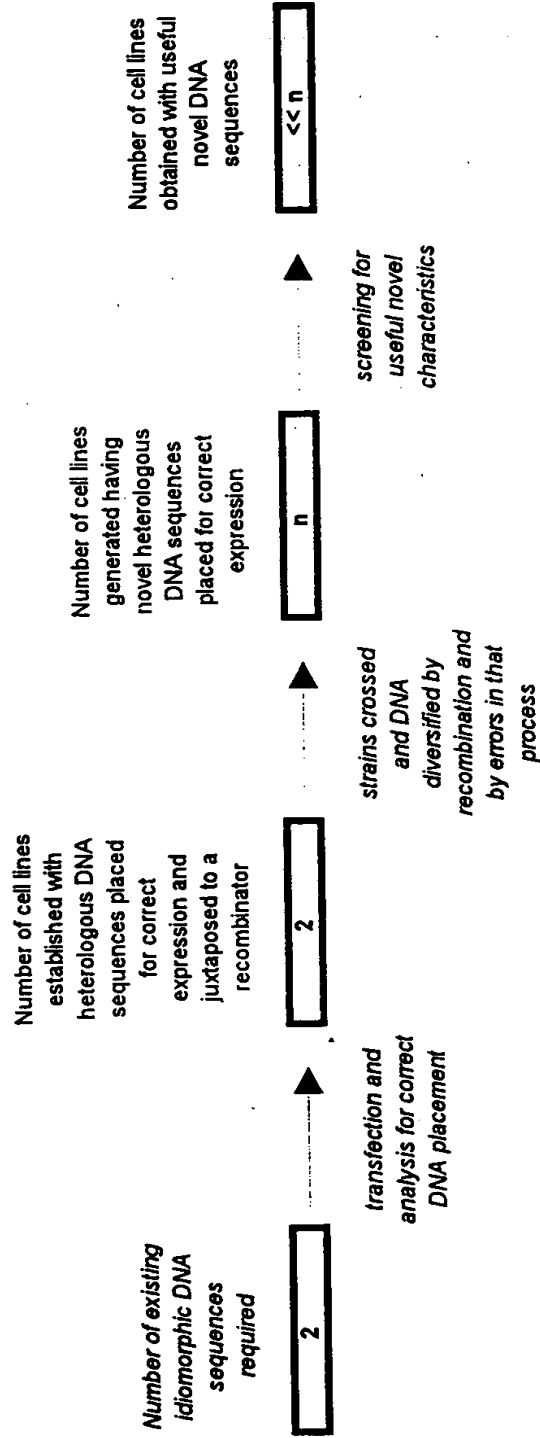 Number of existing
idiomorphic DNA
sequences
required
2
transfection and
analysis for correct
DNA placement
Number of cell lines
established with
heterologous DNA
sequences placed
for correct
expression and
juxtaposed to a
recombinator
2
strains crossed
and DNA
diversified by
recombination and
by errors in that
process
Number of cell lines
generated having
novel heterologous
DNA sequences
placed for correct
expression
n
screening for
useful novel
characteristics
Number of cell lines
obtained with useful
novel DNA
sequences
<< n